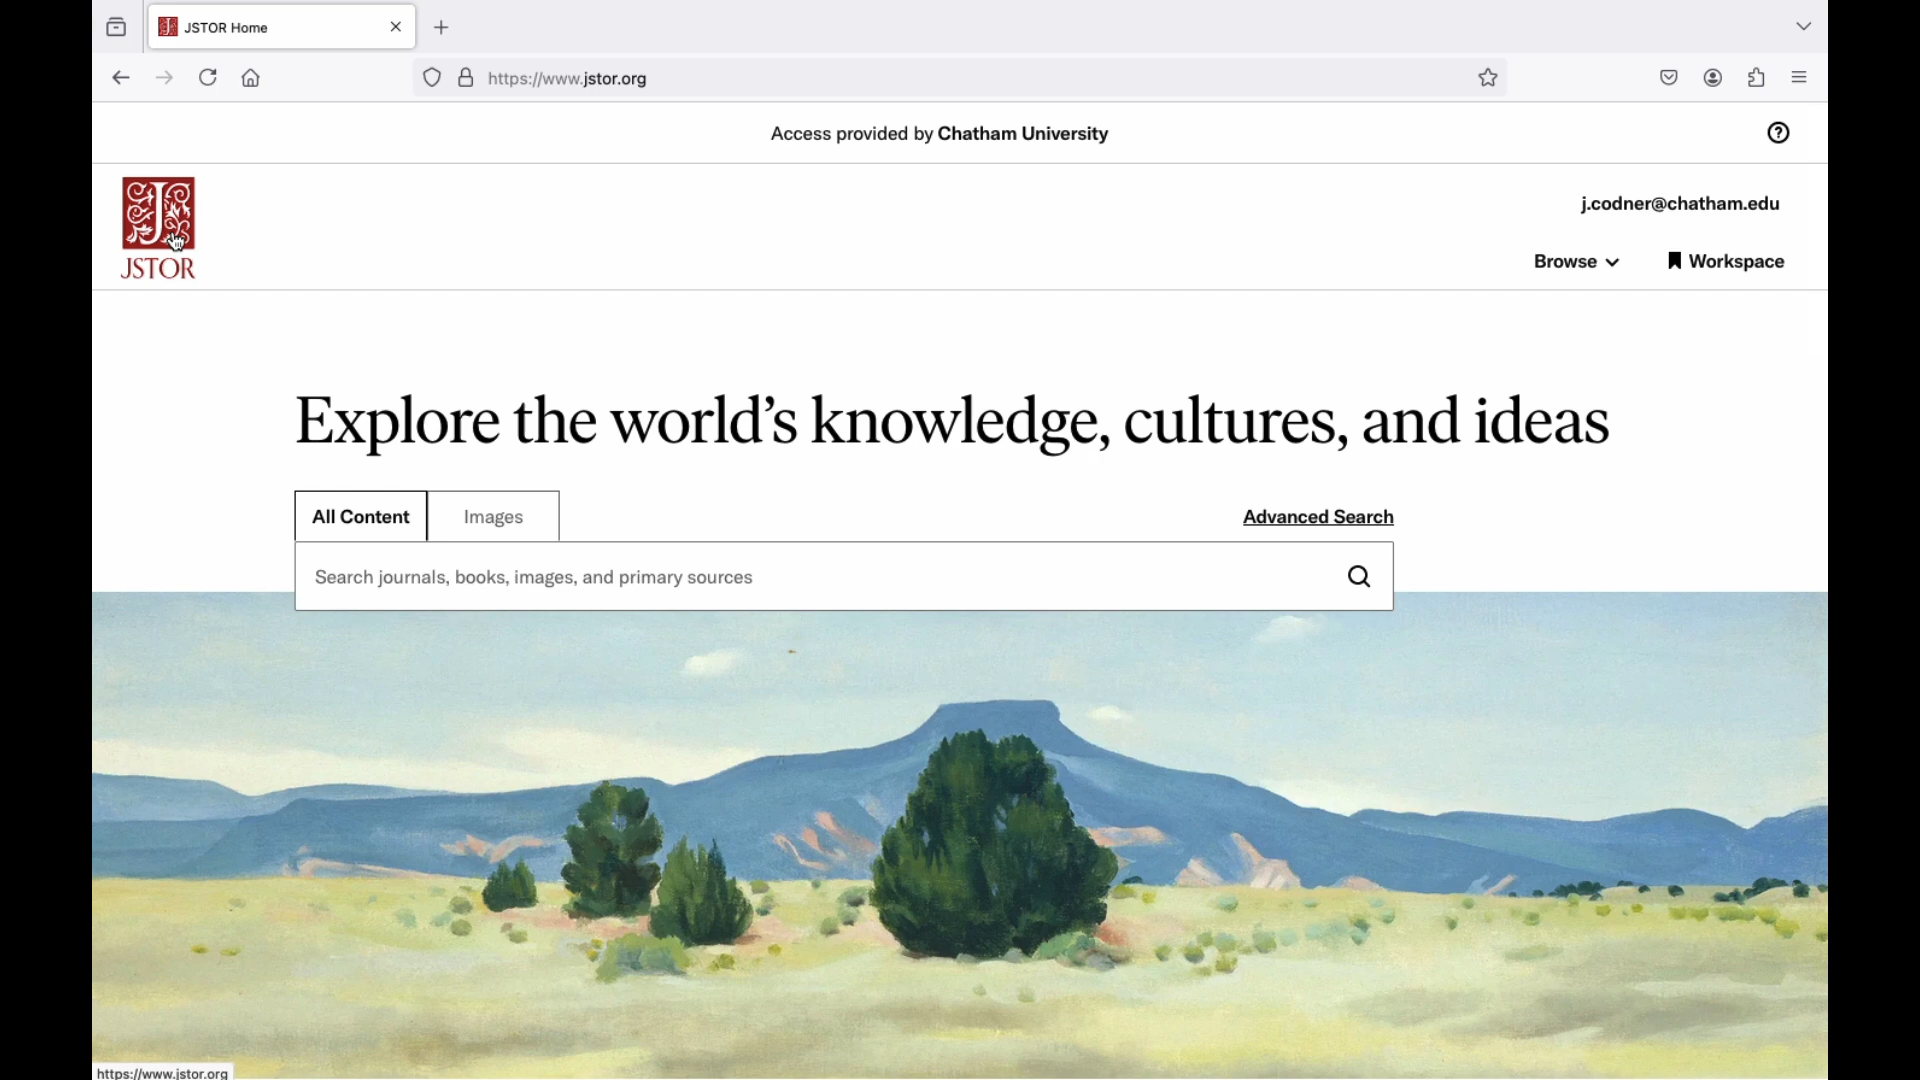 JSTOR Home
https://www.jstor.org
Access provided by Chatham University
J
JSTOR
j.codner@chatham.edu
Browse
Workspace
Explore the world’s knowledge, cultures, and ideas
All Content
Images
Advanced Search
Search journals, books, images, and primary sources
https://www.jstor.org